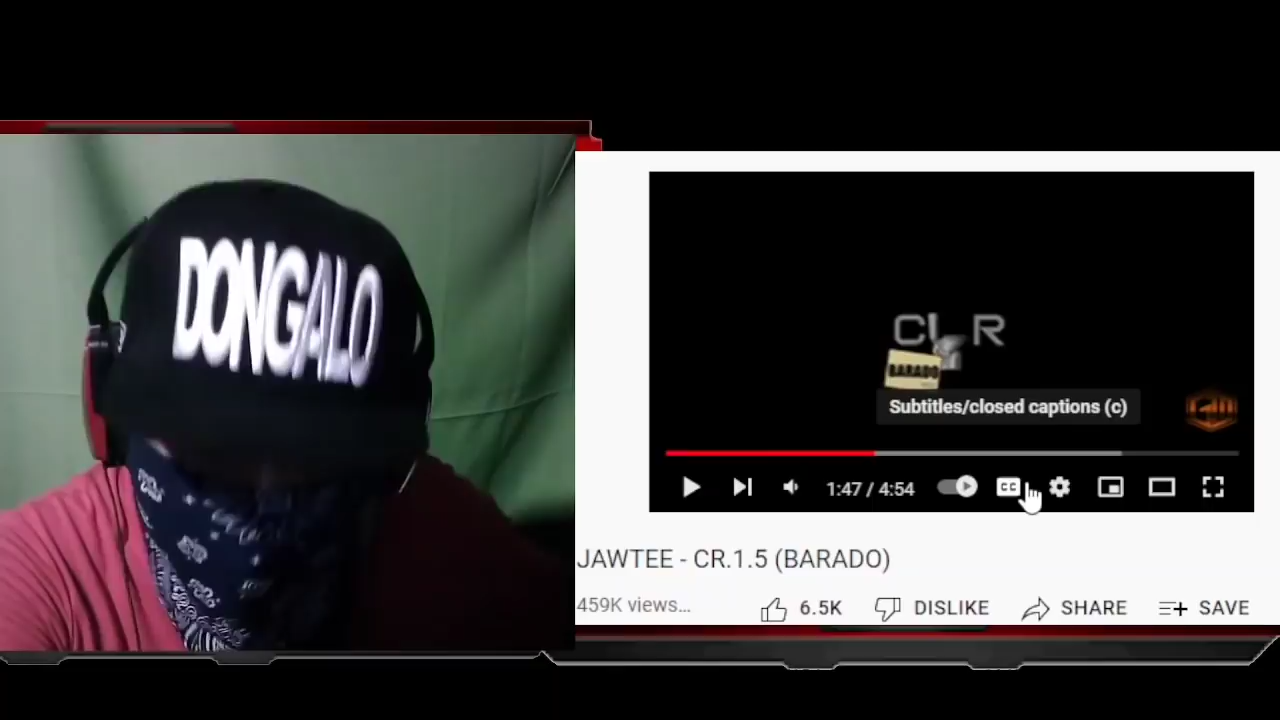 DONGALO
BARADO
Subtitles/closed captions (c)
1:47 / 4:54
CC
JAWTEE - CR.1.5 (BARADO)
459K views...
6.5K
DISLIKE
SHARE
SAVE